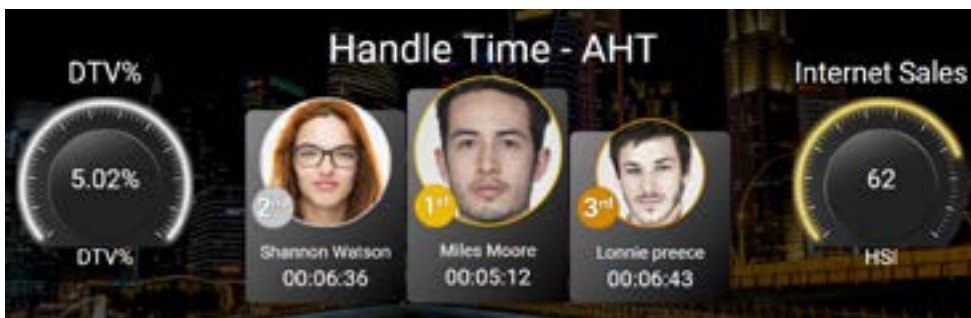 Handle Time - AHT
DTV%
5.02%
DTV%
2nd
Shannon Watson
00:06:36
1st
Miles Moore
00:05:12
3rd
Lonnie preece
00:06:43
Internet Sales
62
HSI